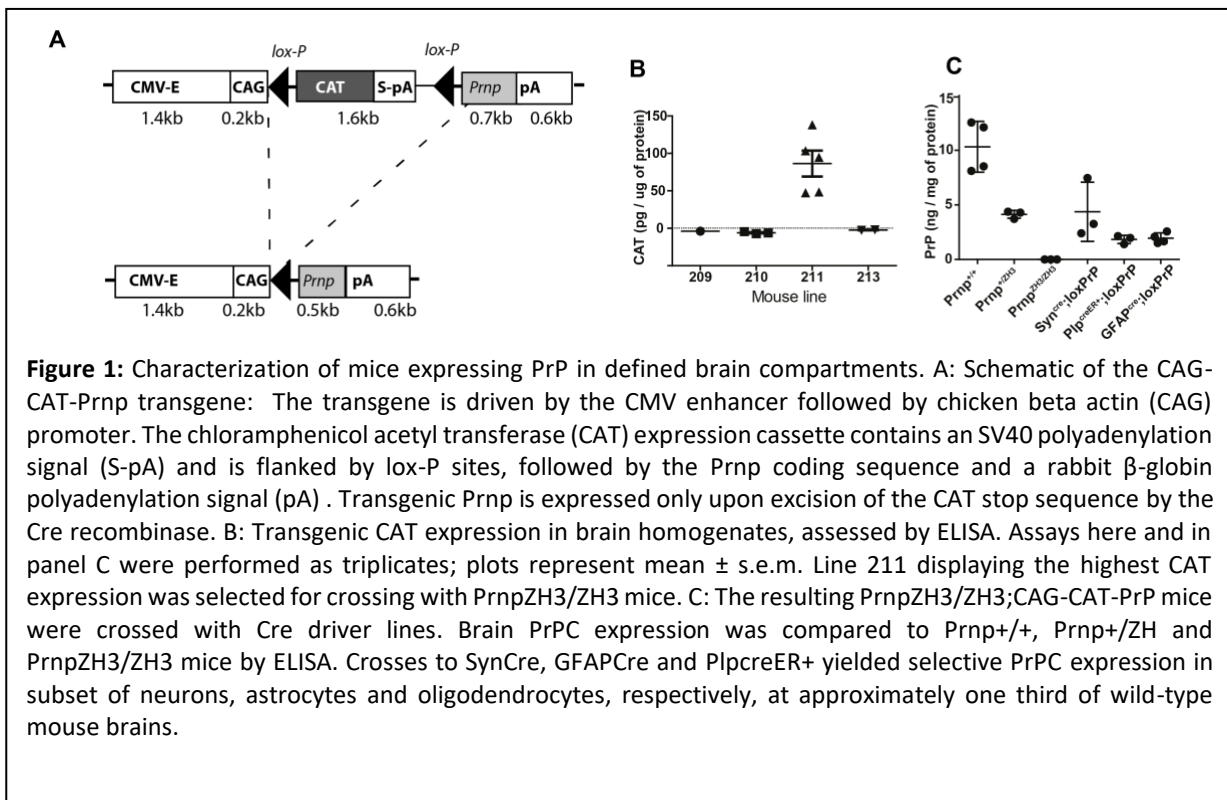 A
lox-P lox-P
CMV-E CAG CAT S-pA Prnp pA
1.4kb 0.2kb 1.6kb 0.7kb 0.6kb
CMV-E CAG Prnp pA
1.4kb 0.2kb 0.5kb 0.6kb
B
CAT (pg / ug of protein)
150
100
50
0
209 210 211 213
Mouse line
C
PrP (ng / mg of protein)
15
10
5
0
Prnp+/+ Prnp+/ZH3 PrnpZH3/ZH3 Syncre;loxPrP PlpcreER+;loxPrP GFAPcre;loxPrP
Figure 1: Characterization of mice expressing PrP in defined brain compartments. A: Schematic of the CAG-
CAT-Prnp transgene: The transgene is driven by the CMV enhancer followed by chicken beta actin (CAG)
promoter. The chloramphenicol acetyl transferase (CAT) expression cassette contains an SV40 polyadenylation
signal (S-pA) and is flanked by lox-P sites, followed by the Prnp coding sequence and a rabbit β-globin
polyadenylation signal (pA) . Transgenic Prnp is expressed only upon excision of the CAT stop sequence by the
Cre recombinase. B: Transgenic CAT expression in brain homogenates, assessed by ELISA. Assays here and in
panel C were performed as triplicates; plots represent mean ± s.e.m. Line 211 displaying the highest CAT
expression was selected for crossing with PrnpZH3/ZH3 mice. C: The resulting PrnpZH3/ZH3;CAG-CAT-PrP mice
were crossed with Cre driver lines. Brain PrPC expression was compared to Prnp+/+, Prnp+/ZH and
PrnpZH3/ZH3 mice by ELISA. Crosses to SynCre, GFAPCre and PlpcreER+ yielded selective PrPC expression in
subset of neurons, astrocytes and oligodendrocytes, respectively, at approximately one third of wild-type
mouse brains.